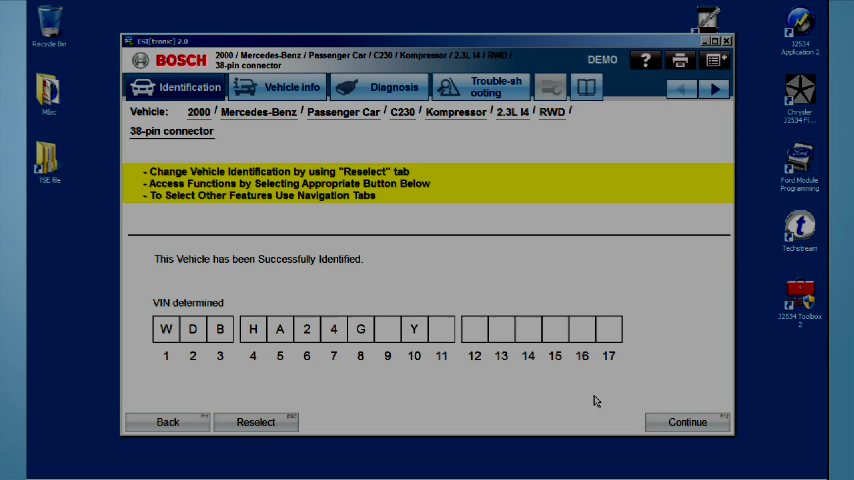 Recycle Bin
MIsc
TSE file
ESI[tronic] 2.0
BOSCH
2000 / Mercedes-Benz / Passenger Car / C230 / Kompressor / 2.3L I4 / RWD /
38-pin connector
DEMO
?
Identification
Vehicle info
Diagnosis
Trouble-sh
ooting
Vehicle: 2000 / Mercedes-Benz / Passenger Car / C230 / Kompressor / 2.3L I4 / RWD /
38-pin connector
- Change Vehicle Identification by using "Reselect" tab
- Access Functions by Selecting Appropriate Button Below
- To Select Other Features Use Navigation Tabs
This Vehicle has been Successfully Identified.
VIN determined
W D B H A 2 4 G Y
1 2 3 4 5 6 7 8 9 10 11 12 13 14 15 16 17
Back F11
Reselect ESC
Continue F12
J2534
Application 2
Chrysler
J2534 Fl...
Ford Module
Programming
Techstream
J2534 Toolbox
2